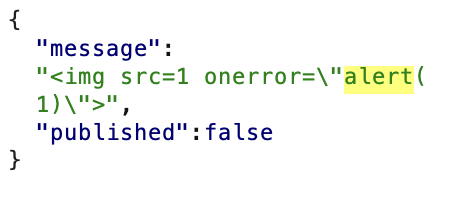 {
"message":
"<img src=1 onerror=\"alert(
1)\">",
"published":false
}